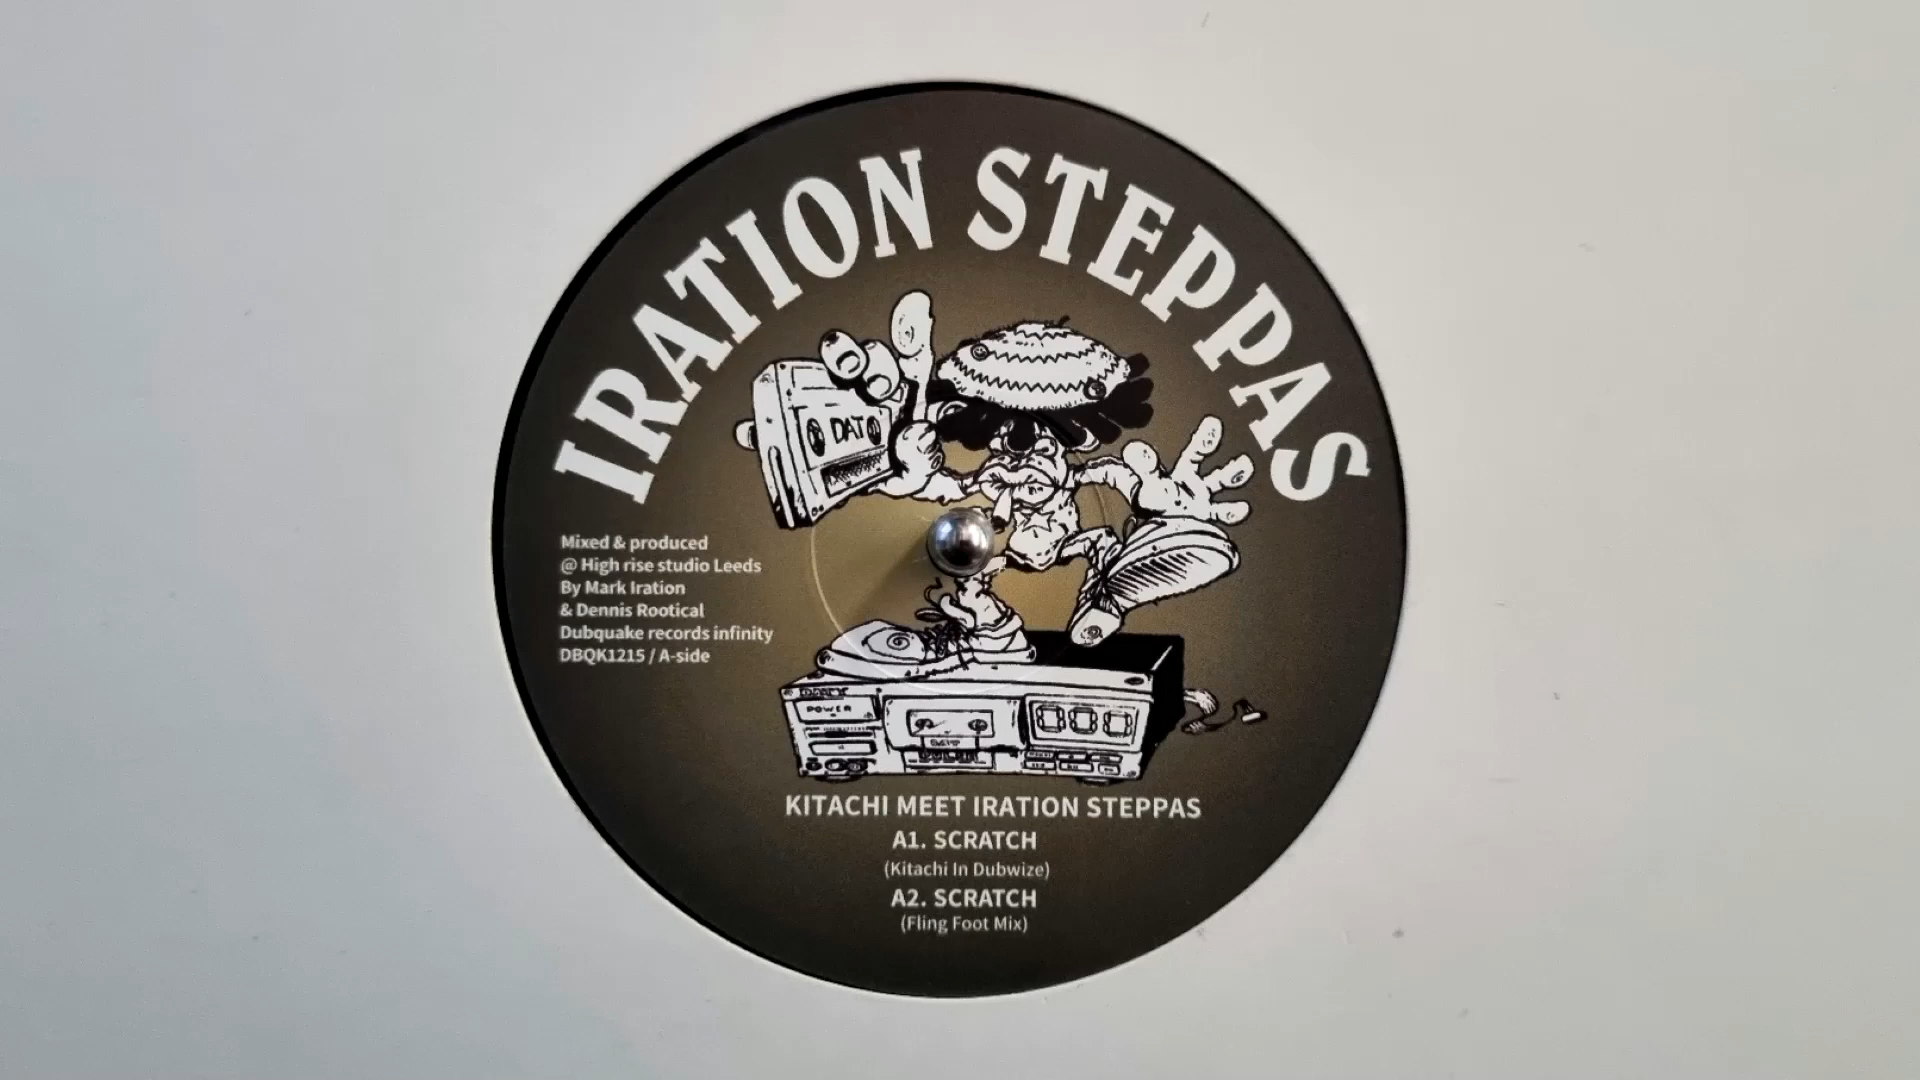 IRATION STEPPAS
DAT
Mixed & produced
@ High rise studio Leeds
By Mark Iration
& Dennis Rootical
Dubquake records infinity
DBQK1215 / A-side
POWER
000
KITACHI MEET IRATION STEPPAS
A1. SCRATCH
(Kitachi In Dubwize)
A2. SCRATCH
(Fling Foot Mix)